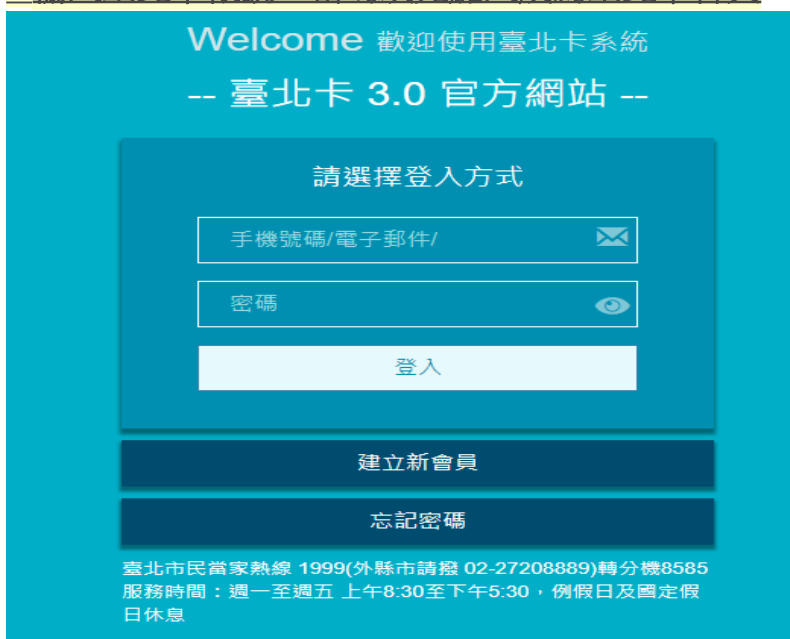 Welcome 歡迎使用臺北卡系統
-- 臺北卡 3.0 官方網站 --
請選擇登入方式
手機號碼/電子郵件/
密碼
登入
建立新會員
忘記密碼
臺北市民當家熱線 1999(外縣市請撥 02-27208889)轉分機8585
服務時間：週一至週五 上午8:30至下午5:30，例假日及國定假
日休息